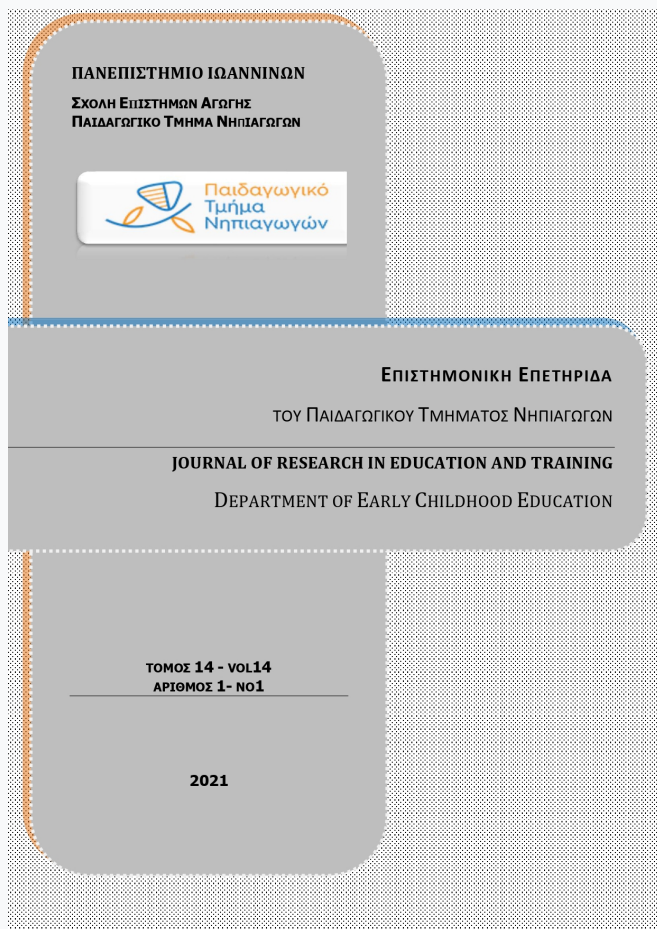 ΠΑΝΕΠΙΣΤΗΜΙΟ ΙΩΑΝΝΙΝΩΝ
ΣΧΟΛΗ ΕΠΙΣΤΗΜΩΝ ΑΓΩΓΗΣ
ΠΑΙΔΑΓΩΓΙΚΟ ΤΜΗΜΑ ΝΗΠΙΑΓΩΓΩΝ
Παιδαγωγικό
Τμήμα
Νηπιαγωγών
ΕΠΙΣΤΗΜΟΝΙΚΗ ΕΠΕΤΗΡΙΔΑ
ΤΟΥ ΠΑΙΔΑΓΩΓΙΚΟΥ ΤΜΗΜΑΤΟΣ ΝΗΠΙΑΓΩΓΩΝ
JOURNAL OF RESEARCH IN EDUCATION AND TRAINING
DEPARTMENT OF EARLY CHILDHOOD EDUCATION
ΤΟΜΟΣ 14 - VOL14
ΑΡΙΘΜΟΣ 1- NO1
2021